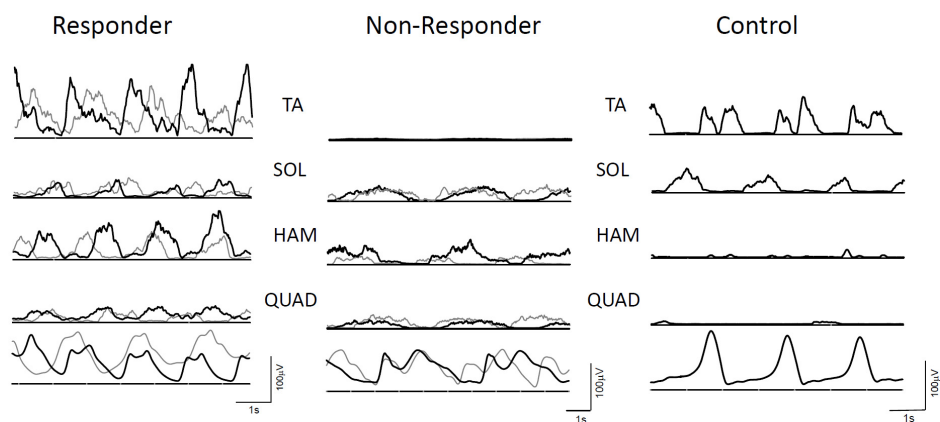 Responder
Non-Responder
Control
TA
TA
SOL
SOL
HAM
HAM
QUAD
QUAD
100µV
1s
100µV
1s
100µV
1s